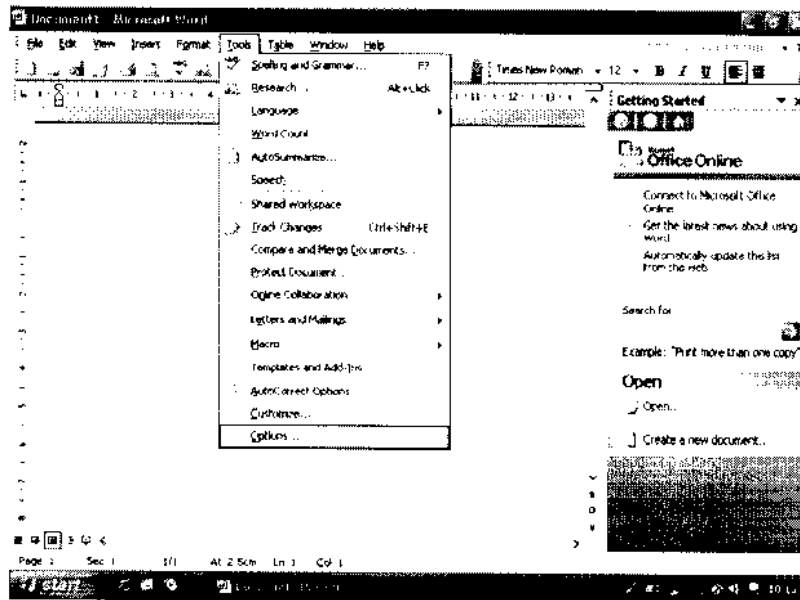 Document1 - Microsoft Word
File Edit View Insert Format Tools Table Window Help
Times New Roman 12 B I U
Spelling and Grammar... F7
Research... Alt+Click
Language
Word Count
AutoSummarize...
Speech
Shared Workspace...
Track Changes Ctrl+Shift+E
Compare and Merge Documents...
Protect Document...
Online Collaboration
Letters and Mailings
Macro
Templates and Add-Ins...
AutoCorrect Options...
Customize...
Options...
Getting Started
Office Online
Connect to Microsoft Office
Online
Get the latest news about using
Word
Automatically update this list
from the web
Search for
Example: "Print more than one copy"
Open
Open...
Create a new document...
Page 1 Sec 1 1/1 At 2.5cm Ln 1 Col 1
start